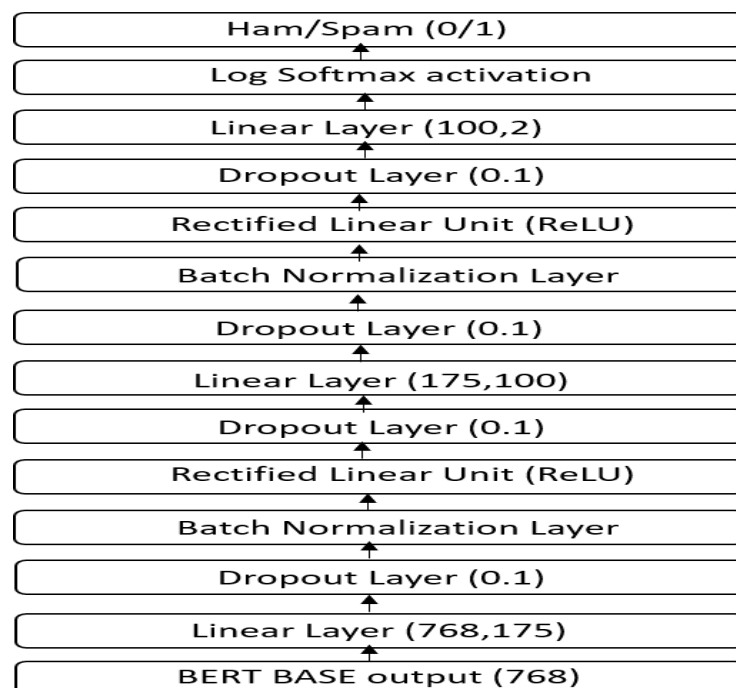 Ham/Spam (0/1)
Log Softmax activation
Linear Layer (100,2)
Dropout Layer (0.1)
Rectified Linear Unit (ReLU)
Batch Normalization Layer
Dropout Layer (0.1)
Linear Layer (175,100)
Dropout Layer (0.1)
Rectified Linear Unit (ReLU)
Batch Normalization Layer
Dropout Layer (0.1)
Linear Layer (768,175)
BERT BASE output (768)